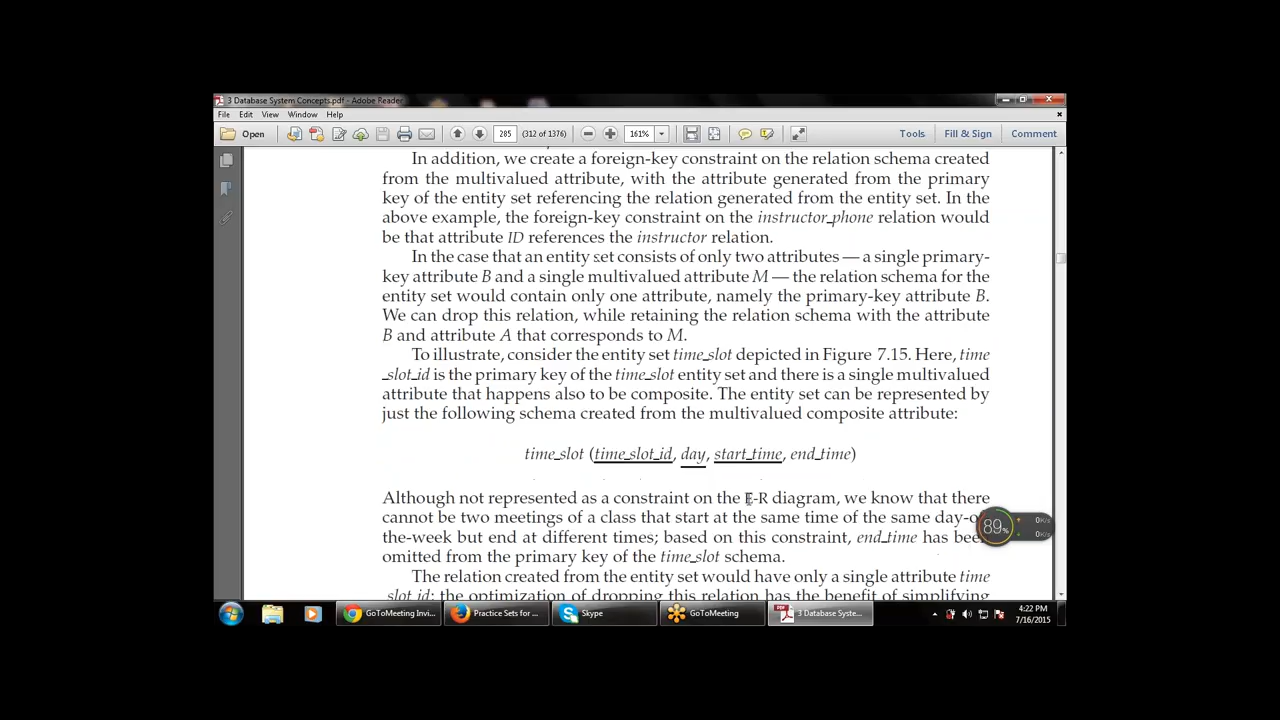 3 Database System Concepts.pdf - Adobe Reader
File Edit View Window Help
Open 285 (312 of 1376) 161% Tools Fill & Sign Comment
In addition, we create a foreign-key constraint on the relation schema created
from the multivalued attribute, with the attribute generated from the primary
key of the entity set referencing the relation generated from the entity set. In the
above example, the foreign-key constraint on the instructor_phone relation would
be that attribute ID references the instructor relation.
In the case that an entity set consists of only two attributes — a single primary-
key attribute B and a single multivalued attribute M — the relation schema for the
entity set would contain only one attribute, namely the primary-key attribute B.
We can drop this relation, while retaining the relation schema with the attribute
B and attribute A that corresponds to M.
To illustrate, consider the entity set time_slot depicted in Figure 7.15. Here, time
_slot_id is the primary key of the time_slot entity set and there is a single multivalued
attribute that happens also to be composite. The entity set can be represented by
just the following schema created from the multivalued composite attribute:
time_slot (time_slot_id, day, start_time, end_time)
Although not represented as a constraint on the E-R diagram, we know that there
cannot be two meetings of a class that start at the same time of the same day-o
the-week but end at different times; based on this constraint, end_time has bee
omitted from the primary key of the time_slot schema.
The relation created from the entity set would have only a single attribute time
_slot_id; the optimization of dropping this relation has the benefit of simplifying
89% 0K/s
0K/s
GoToMeeting Invi... Practice Sets for ... Skype GoToMeeting 3 Database Syste... 4:22 PM
7/16/2015